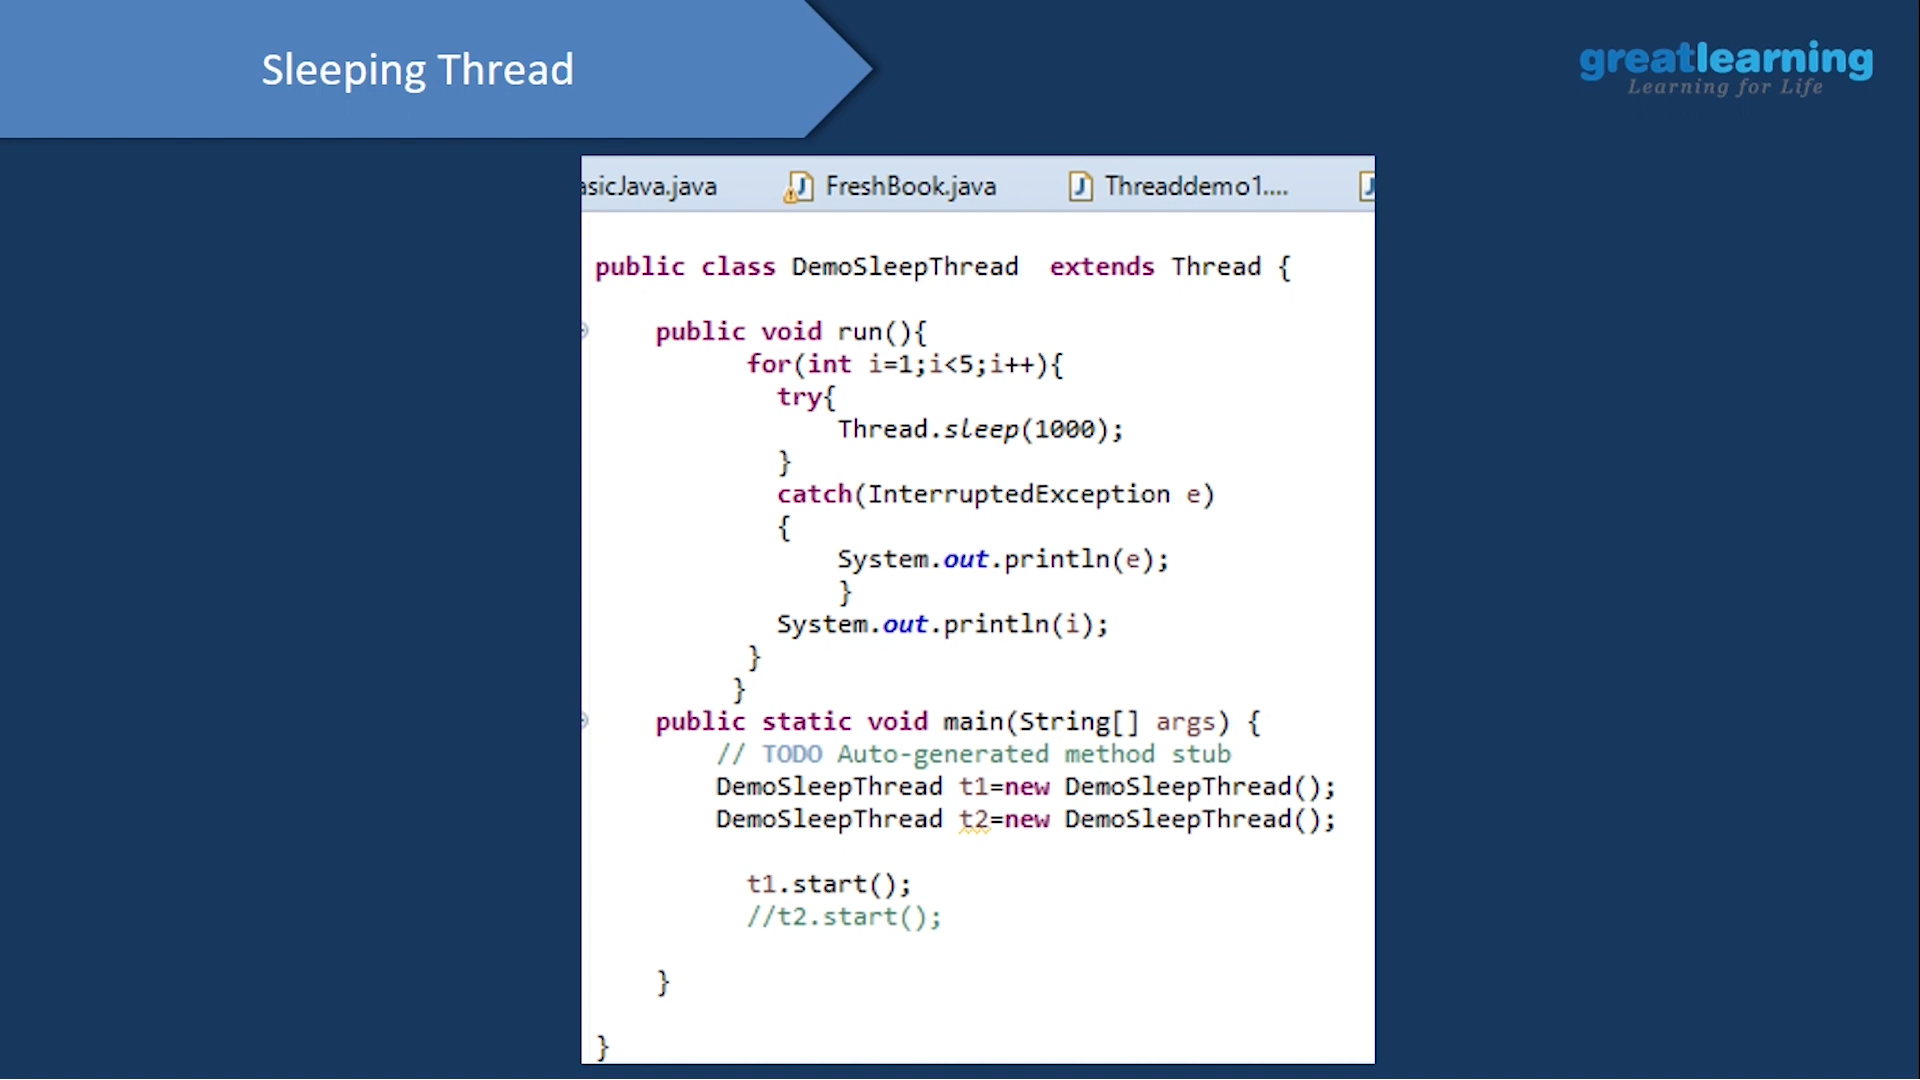 Sleeping Thread
greatlearning
Learning for Life
asicJava.java FreshBook.java Threaddemo1....
public class DemoSleepThread  extends Thread {
public void run(){
for(int i=1;i<5;i++){
try{
Thread.sleep(1000);
}
catch(InterruptedException e)
{
System.out.println(e);
}
System.out.println(i);
}
}
public static void main(String[] args) {
// TODO Auto-generated method stub
DemoSleepThread t1=new DemoSleepThread();
DemoSleepThread t2=new DemoSleepThread();
t1.start();
//t2.start();
}
}